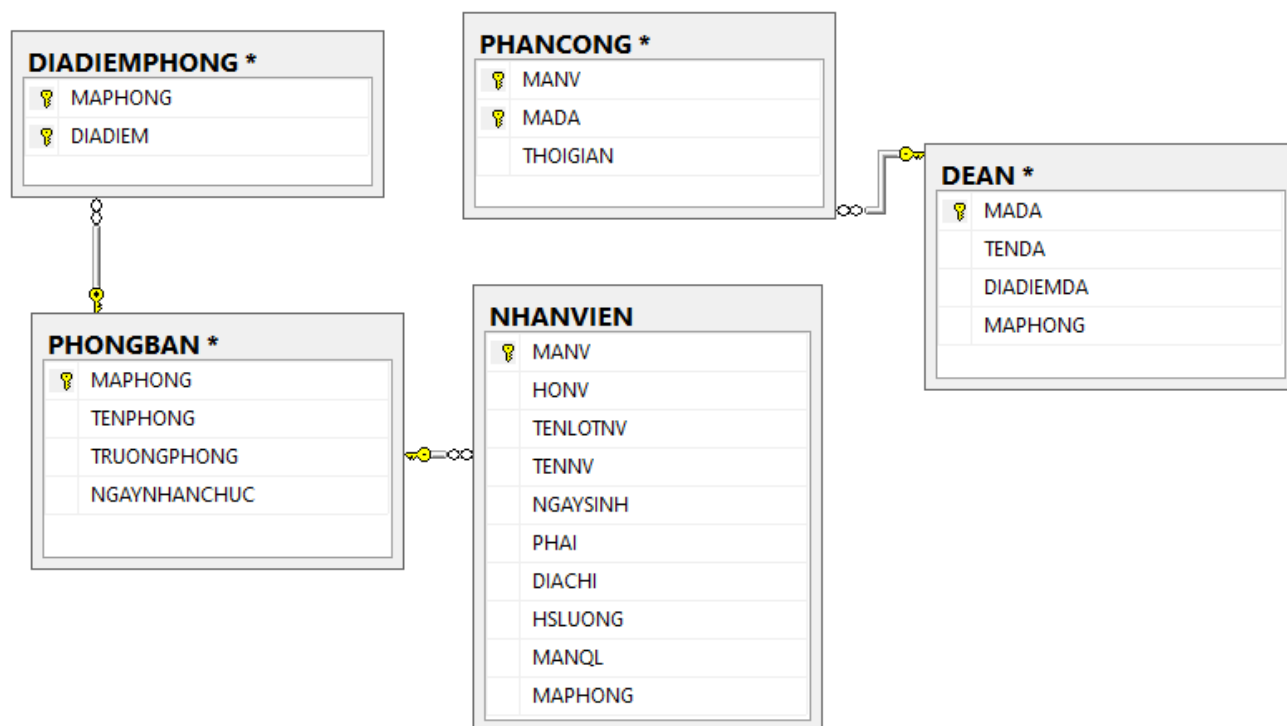 DIADIEMPHONG *
MAPHONG
DIADIEM
PHANCONG *
MANV
MADA
THOIGIAN
DEAN *
MADA
TENDA
DIADIEMDA
MAPHONG
PHONGBAN *
MAPHONG
TENPHONG
TRUONGPHONG
NGAYNHANCHUC
NHANVIEN
MANV
HONV
TENLOTNV
TENNV
NGAYSINH
PHAI
DIACHI
HSLUONG
MANQL
MAPHONG